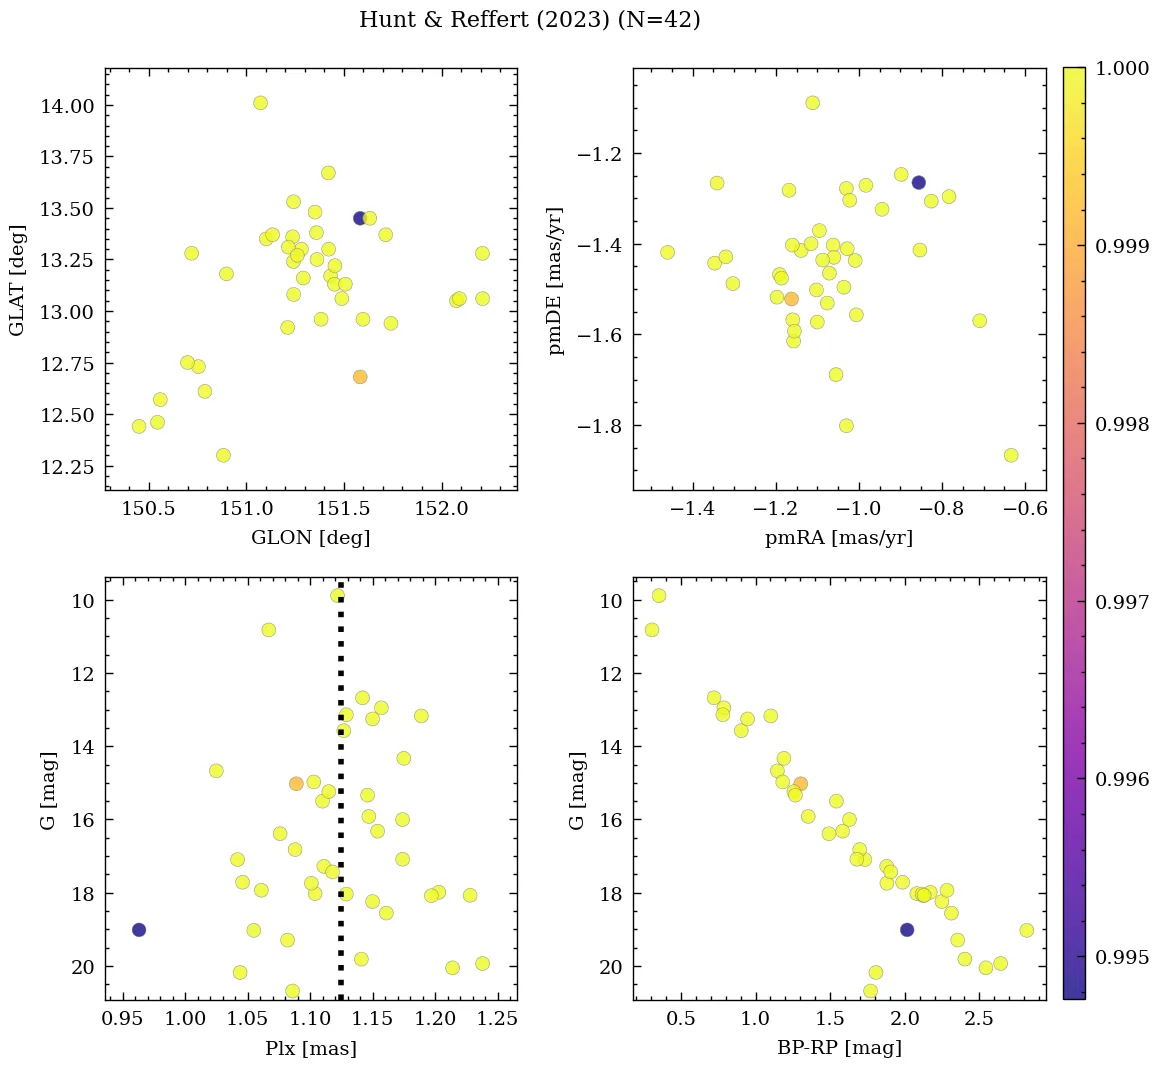 Hunt & Reffert (2023) (N=42)
14.00
13.75
13.50
13.25
13.00
12.75
12.50
12.25
GLAT [deg]
150.5 151.0 151.5 152.0
GLON [deg]
−1.2
−1.4
−1.6
−1.8
pmDE [mas/yr]
−1.4 −1.2 −1.0 −0.8 −0.6
pmRA [mas/yr]
10
12
14
16
18
20
G [mag]
0.95 1.00 1.05 1.10 1.15 1.20 1.25
Plx [mas]
10
12
14
16
18
20
G [mag]
0.5 1.0 1.5 2.0 2.5
BP-RP [mag]
1.000
0.999
0.998
0.997
0.996
0.995